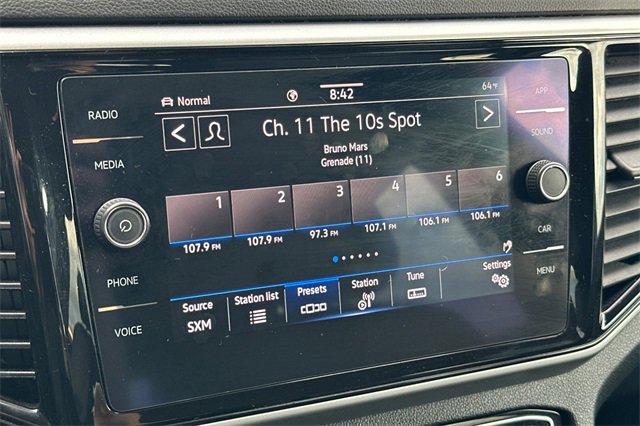 RADIO
MEDIA
PHONE
VOICE
Normal
8:42
64°F
Ch. 11 The 10s Spot
Bruno Mars
Grenade (11)
1 2 3 4 5 6
107.9 FM 107.9 FM 97.3 FM 107.1 FM 106.1 FM 106.1 FM
Source Station list Presets Station Tune Settings
SXM
APP
SOUND
CAR
MENU